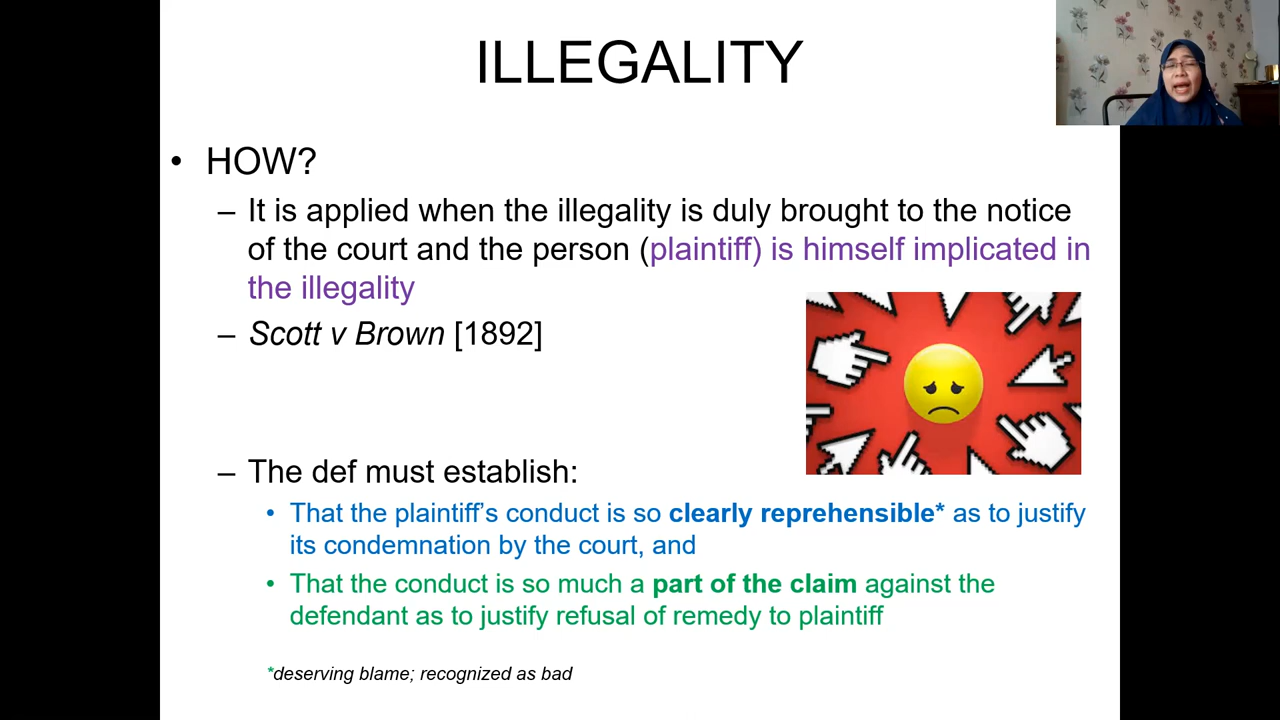 ILLEGALITY
• HOW?
– It is applied when the illegality is duly brought to the notice
of the court and the person (plaintiff) is himself implicated in
the illegality
– Scott v Brown [1892]
– The def must establish:
• That the plaintiff’s conduct is so clearly reprehensible* as to justify
its condemnation by the court, and
• That the conduct is so much a part of the claim against the
defendant as to justify refusal of remedy to plaintiff
*deserving blame; recognized as bad